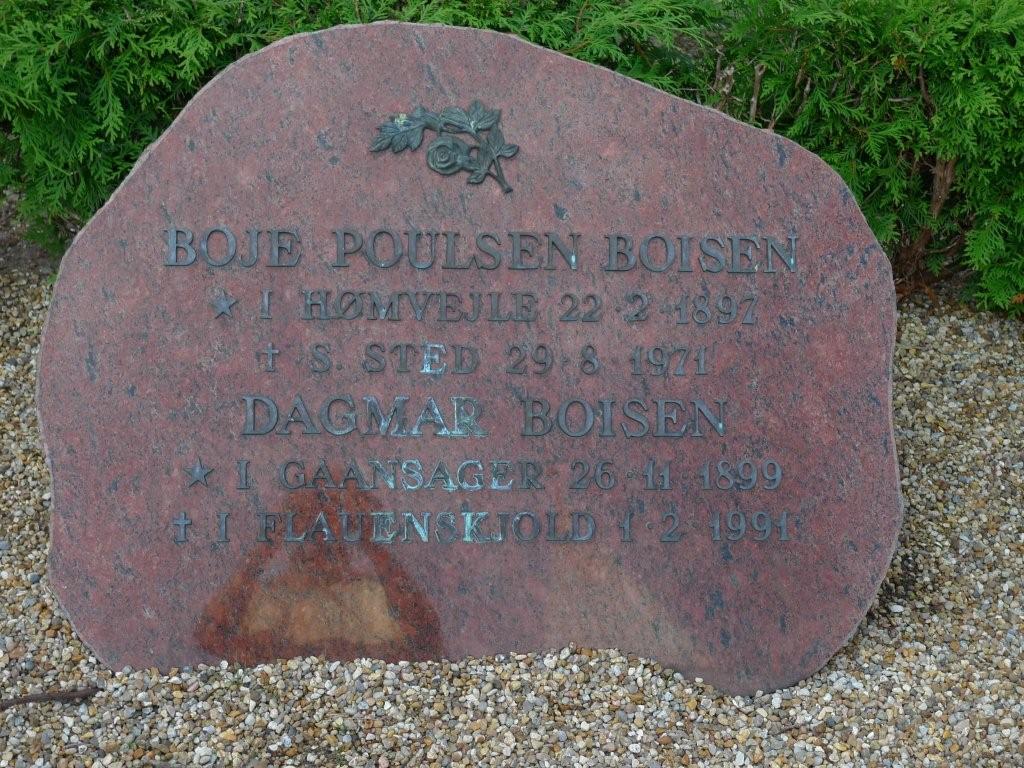 BOJE POULSEN BOISEN
★ I HØMVEJLE 22·2·1897
† S. STED 29·8·1971
DAGMAR BOISEN
★ I GAANSAGER 26·11·1899
† I FLAUENSKJOLD 1·2·1991